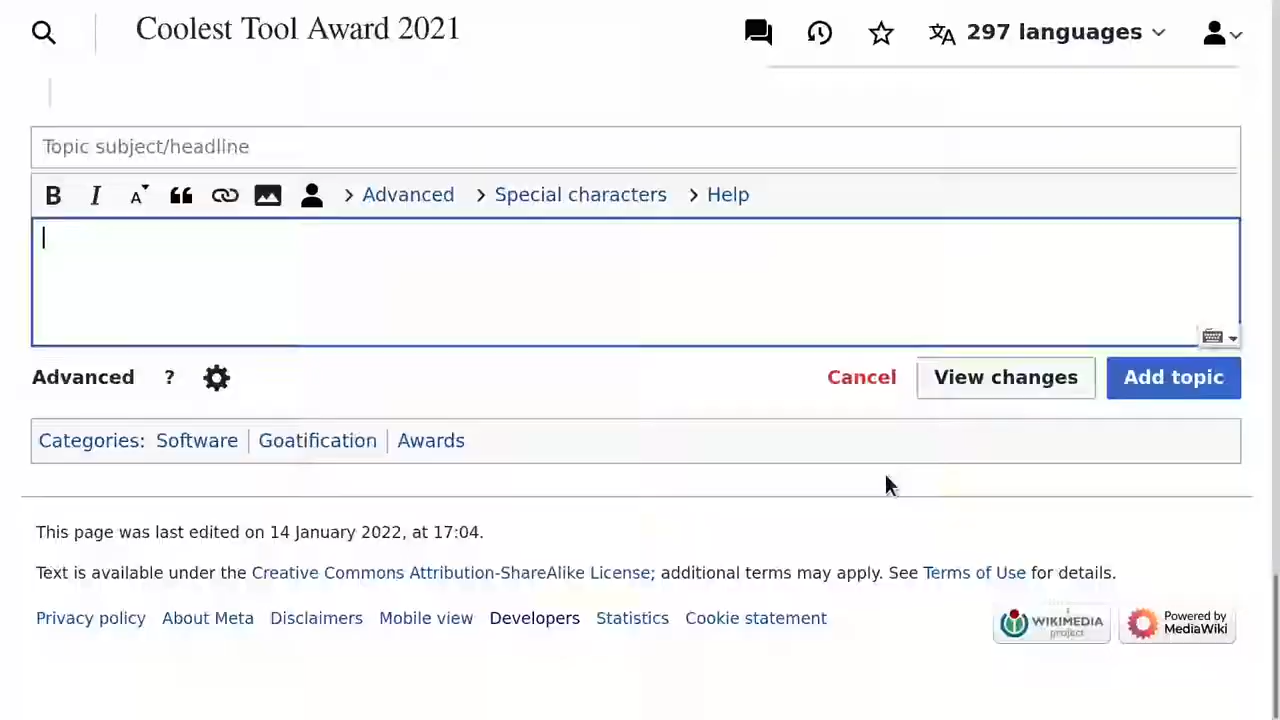 Coolest Tool Award 2021
297 languages
Topic subject/headline
B I A Advanced Special characters Help
Advanced ? Cancel View changes Add topic
Categories: Software Goatification Awards
This page was last edited on 14 January 2022, at 17:04.
Text is available under the Creative Commons Attribution-ShareAlike License; additional terms may apply. See Terms of Use for details.
Privacy policy About Meta Disclaimers Mobile view Developers Statistics Cookie statement
WIKIMEDIA
project
Powered by
MediaWiki